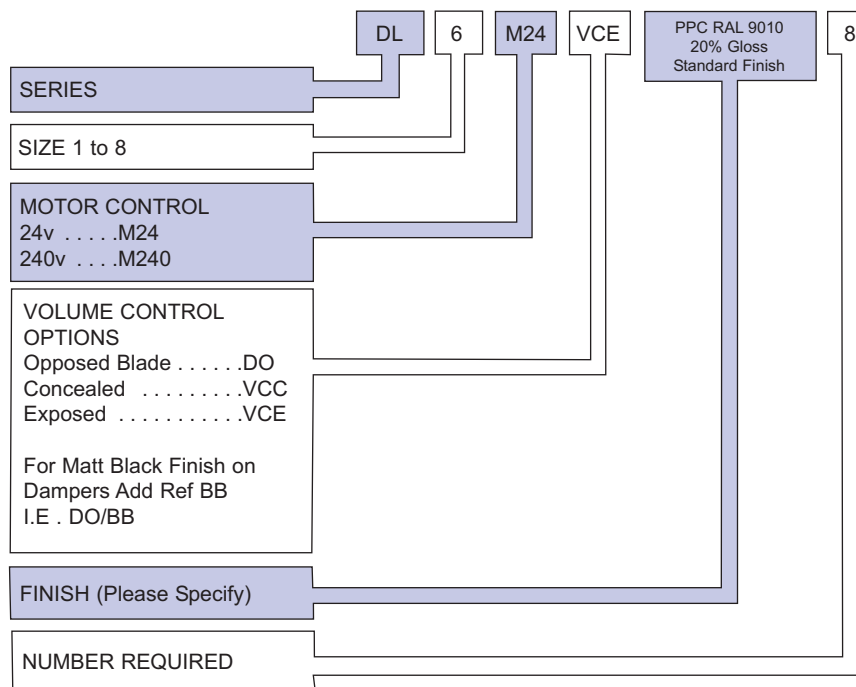 DL 6 M24 VCE PPC RAL 9010 8
20% Gloss
Standard Finish
SERIES
SIZE 1 to 8
MOTOR CONTROL
24v . . . . .M24
240v . . . .M240
VOLUME CONTROL
OPTIONS
Opposed Blade . . . . . .DO
Concealed . . . . . . . . .VCC
Exposed . . . . . . . . . . .VCE
For Matt Black Finish on
Dampers Add Ref BB
I.E . DO/BB
FINISH (Please Specify)
NUMBER REQUIRED